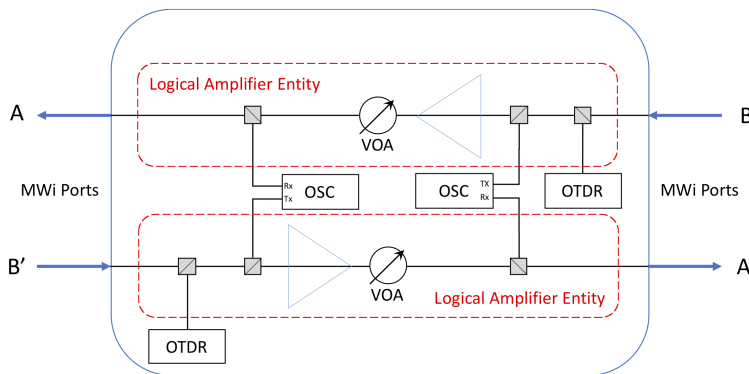 Logical Amplifier Entity
A
B
VOA
MWi Ports
Rx
Tx
OSC
OSC
TX
Rx
OTDR
MWi Ports
B’
A
VOA
Logical Amplifier Entity
OTDR